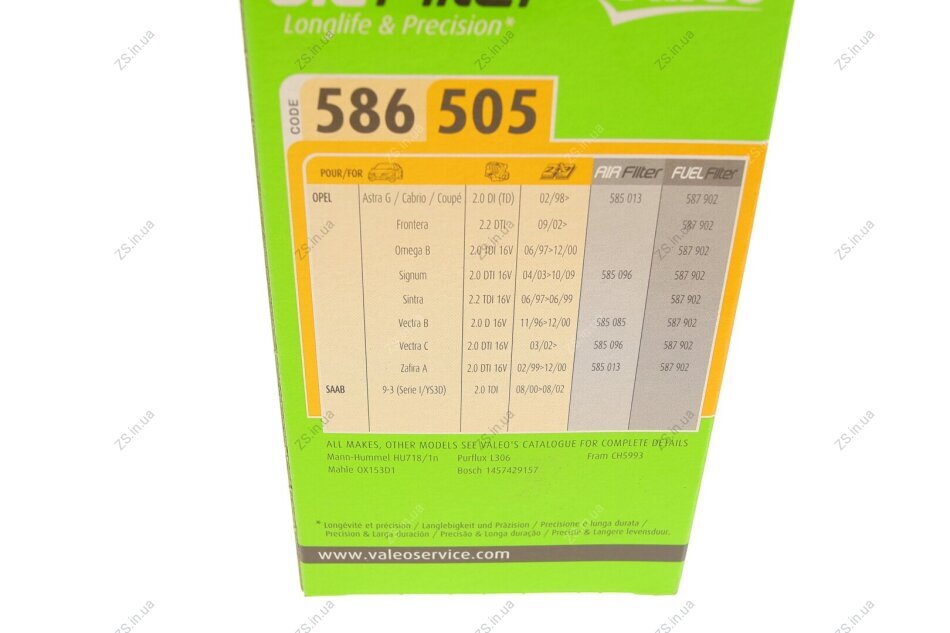 Longlife & Precision*
CODE 586 505
POUR/FOR AIR Filter FUEL Filter
OPEL Astra G / Cabrio / Coupé 2.0 DI (TD) 02/98> 585 013 587 902
Frontera 2.2 DTI 09/02> 587 902
Omega B 2.0 TDI 16V 06/97>12/00 587 902
Signum 2.0 DTI 16V 04/03>10/09 585 096 587 902
Sintra 2.2 TDI 16V 06/97>06/99 587 902
Vectra B 2.0 D 16V 11/96>12/00 585 085 587 902
Vectra C 2.0 DTI 16V 03/02> 585 096 587 902
Zafira A 2.0 DTI 16V 02/99>12/00 585 013 587 902
SAAB 9-3 (Serie I/YS3D) 2.0 TDI 08/00>08/02
ALL MAKES, OTHER MODELS SEE VALEO'S CATALOGUE FOR COMPLETE DETAILS
Mann-Hummel HU718/1n Purflux L306 Fram CH5993
Mahle OX153D1 Bosch 1457429157
* Longévité et précision / Langlebigkeit und Präzision / Precisione e lunga durata /
Precisión & Larga duración / Precisão & Longa duração / Precisie & Langere levensduur.
www.valeoservice.com
ZS.in.ua